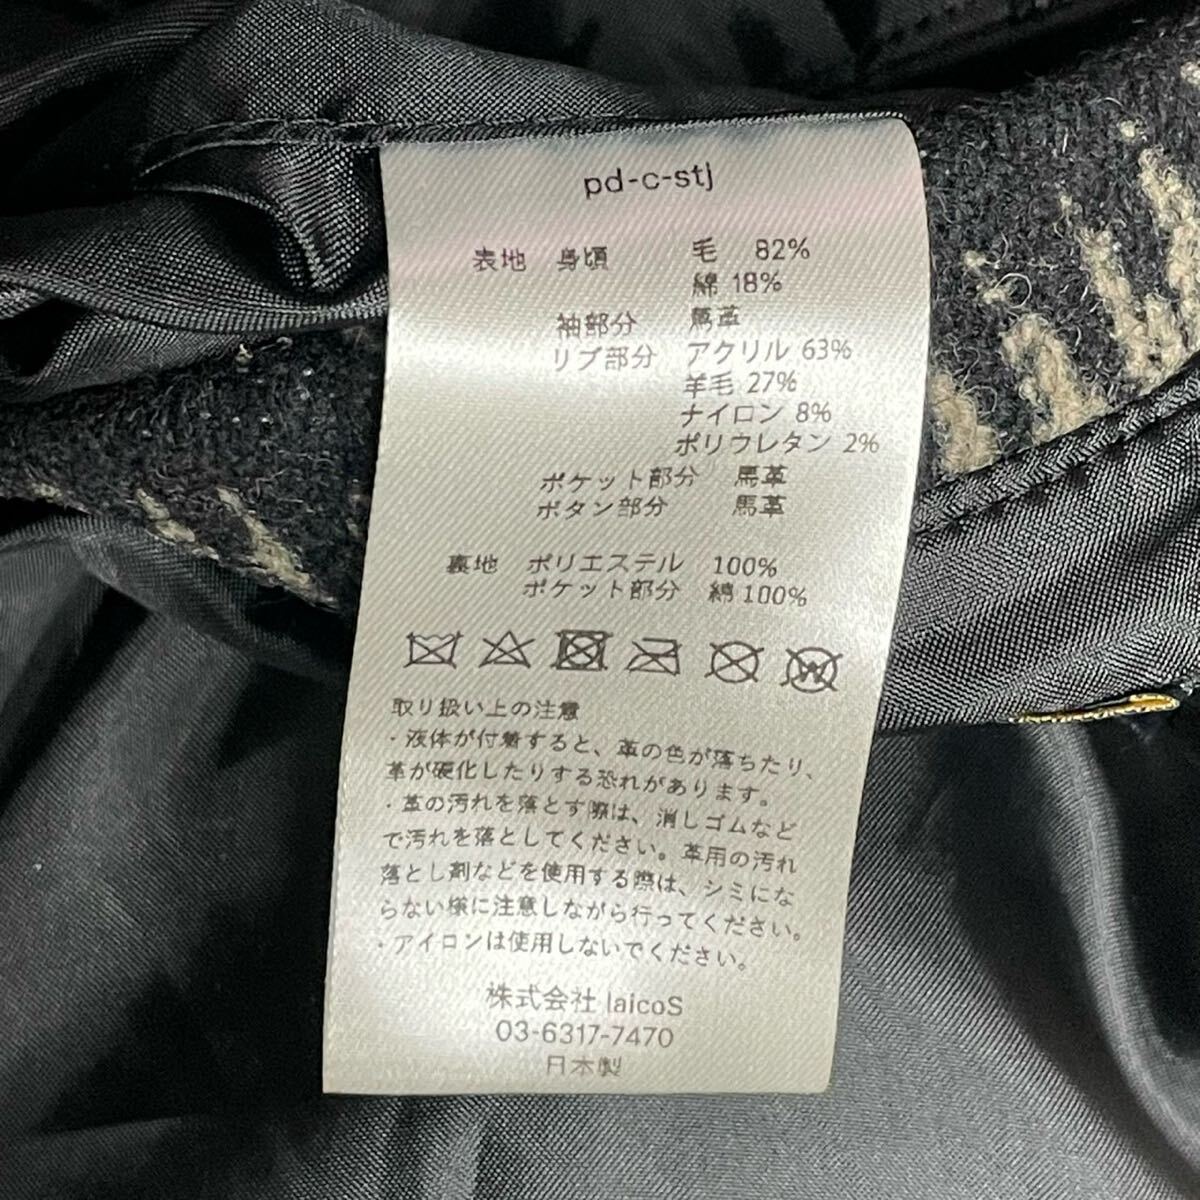 pd-c-stj
表地 身頃 毛 82%
綿 18%
袖部分 馬革
リブ部分 アクリル 63%
羊毛 27%
ナイロン 8%
ポリウレタン 2%
ポケット部分 馬革
ボタン部分 馬革
裏地 ポリエステル 100%
ポケット部分 綿 100%
W
取り扱い上の注意
・液体が付着すると、革の色が落ちたり、
革が硬化したりする恐れがあります。
・革の汚れを落とす際は、消しゴムなど
で汚れを落としてください。革用の汚れ
落とし剤などを使用する際は、シミにな
らない様に注意しながら行ってください。
・アイロンは使用しないでください。
株式会社 laicoS
03-6317-7470
日本製